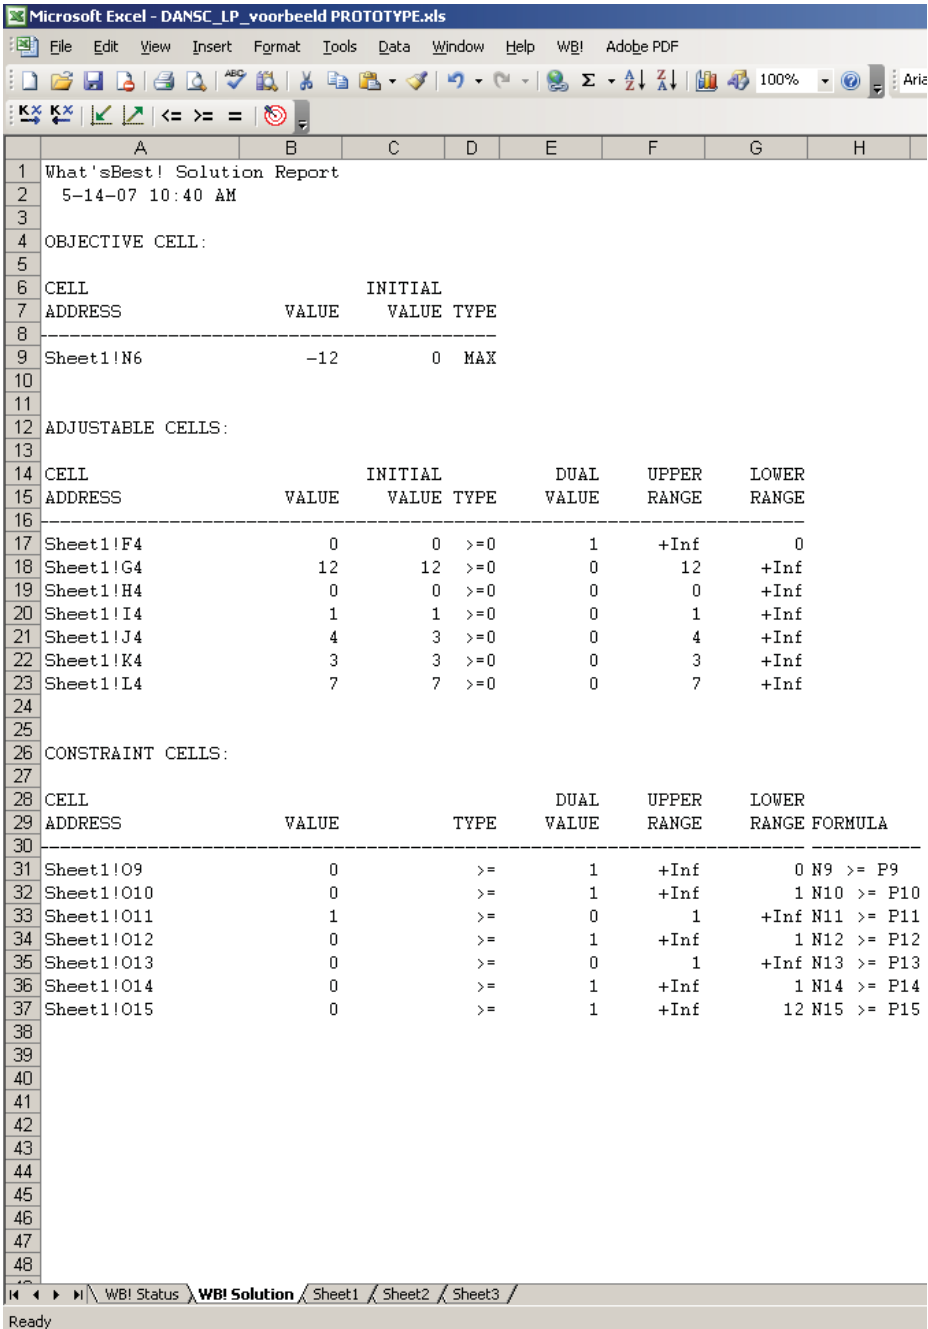 Microsoft Excel - DANSC_LP_voorbeeld PROTOTYPE.xls
File Edit View Insert Format Tools Data Window Help WB! Adobe PDF
100% Aria
<= >= =
A B C D E F G H
1 What'sBest! Solution Report
2 5-14-07 10:40 AM
3
4 OBJECTIVE CELL:
5
6 CELL INITIAL
7 ADDRESS VALUE VALUE TYPE
8 --------------------------------------------------
9 Sheet1!N6 -12 0 MAX
10
11
12 ADJUSTABLE CELLS:
13
14 CELL INITIAL DUAL UPPER LOWER
15 ADDRESS VALUE VALUE TYPE VALUE RANGE RANGE
16 --------------------------------------------------
17 Sheet1!F4 0 0 >=0 1 +Inf 0
18 Sheet1!G4 12 12 >=0 0 12 +Inf
19 Sheet1!H4 0 0 >=0 0 0 +Inf
20 Sheet1!I4 1 1 >=0 0 1 +Inf
21 Sheet1!J4 4 3 >=0 0 4 +Inf
22 Sheet1!K4 3 3 >=0 0 3 +Inf
23 Sheet1!L4 7 7 >=0 0 7 +Inf
24
25
26 CONSTRAINT CELLS:
27
28 CELL DUAL UPPER LOWER
29 ADDRESS VALUE TYPE VALUE RANGE RANGE FORMULA
30 --------------------------------------------------
31 Sheet1!O9 0 >= 1 +Inf 0 N9 >= P9
32 Sheet1!O10 0 >= 1 +Inf 1 N10 >= P10
33 Sheet1!O11 1 >= 0 1 +Inf N11 >= P11
34 Sheet1!O12 0 >= 1 +Inf 1 N12 >= P12
35 Sheet1!O13 0 >= 0 1 +Inf N13 >= P13
36 Sheet1!O14 0 >= 1 +Inf 1 N14 >= P14
37 Sheet1!O15 0 >= 1 +Inf 12 N15 >= P15
38
39
40
41
42
43
44
45
46
47
48
WB! Status WB! Solution Sheet1 Sheet2 Sheet3
Ready